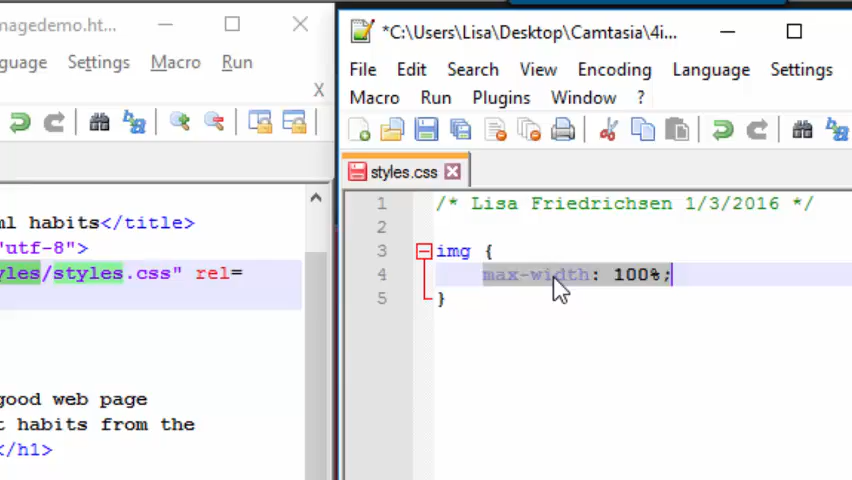 magedemo.ht...
guage Settings Macro Run
X
ml habits</title>
"utf-8">
yles/styles.css" rel=
good web page
t habits from the
</h1>
*C:\Users\Lisa\Desktop\Camtasia\4i...
File Edit Search View Encoding Language Settings
Macro Run Plugins Window ?
styles.css
1 /* Lisa Friedrichsen 1/3/2016 */
2
3 img {
4 max-width: 100%;
5 }